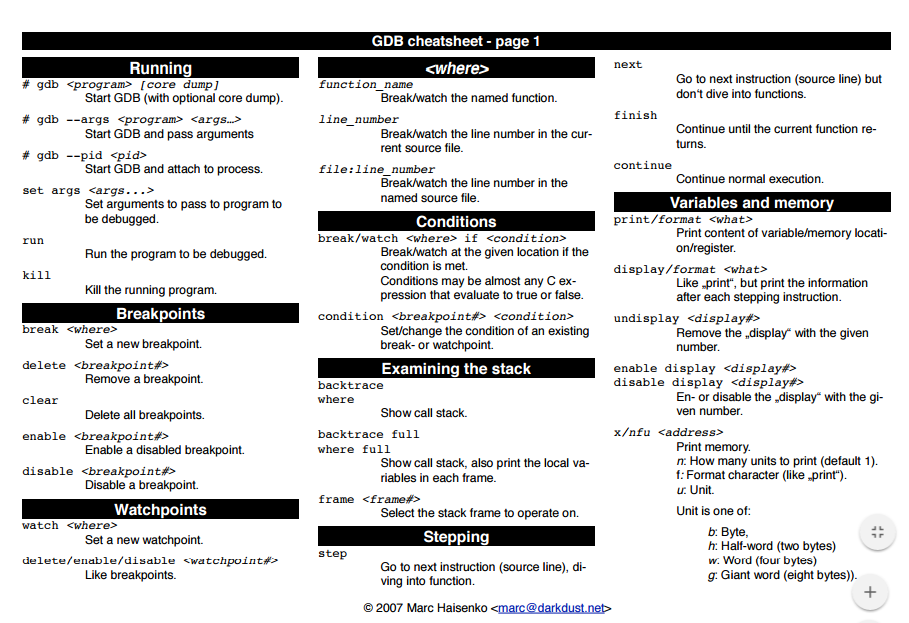 GDB cheatsheet - page 1
Running
# gdb <program> [core dump]
Start GDB (with optional core dump).
# gdb --args <program> <args…>
Start GDB and pass arguments
# gdb --pid <pid>
Start GDB and attach to process.
set args <args...>
Set arguments to pass to program to
be debugged.
run
Run the program to be debugged.
kill
Kill the running program.
Breakpoints
break <where>
Set a new breakpoint.
delete <breakpoint#>
Remove a breakpoint.
clear
Delete all breakpoints.
enable <breakpoint#>
Enable a disabled breakpoint.
disable <breakpoint#>
Disable a breakpoint.
Watchpoints
watch <where>
Set a new watchpoint.
delete/enable/disable <watchpoint#>
Like breakpoints.
<where>
function_name
Break/watch the named function.
line_number
Break/watch the line number in the cur-
rent source file.
file:line_number
Break/watch the line number in the
named source file.
Conditions
break/watch <where> if <condition>
Break/watch at the given location if the
condition is met.
Conditions may be almost any C ex-
pression that evaluate to true or false.
condition <breakpoint#> <condition>
Set/change the condition of an existing
break- or watchpoint.
Examining the stack
backtrace
where
Show call stack.
backtrace full
where full
Show call stack, also print the local va-
riables in each frame.
frame <frame#>
Select the stack frame to operate on.
Stepping
step
Go to next instruction (source line), di-
ving into function.
next
Go to next instruction (source line) but
don't dive into functions.
finish
Continue until the current function re-
turns.
continue
Continue normal execution.
Variables and memory
print/format <what>
Print content of variable/memory locati-
on/register.
display/format <what>
Like „print“, but print the information
after each stepping instruction.
undisplay <display#>
Remove the „display“ with the given
number.
enable display <display#>
disable display <display#>
En- or disable the „display“ with the gi-
ven number.
x/nfu <address>
Print memory.
n: How many units to print (default 1).
f: Format character (like „print“).
u: Unit.
Unit is one of:
b: Byte,
h: Half-word (two bytes)
w: Word (four bytes)
g: Giant word (eight bytes)).
© 2007 Marc Haisenko <marc@darkdust.net>